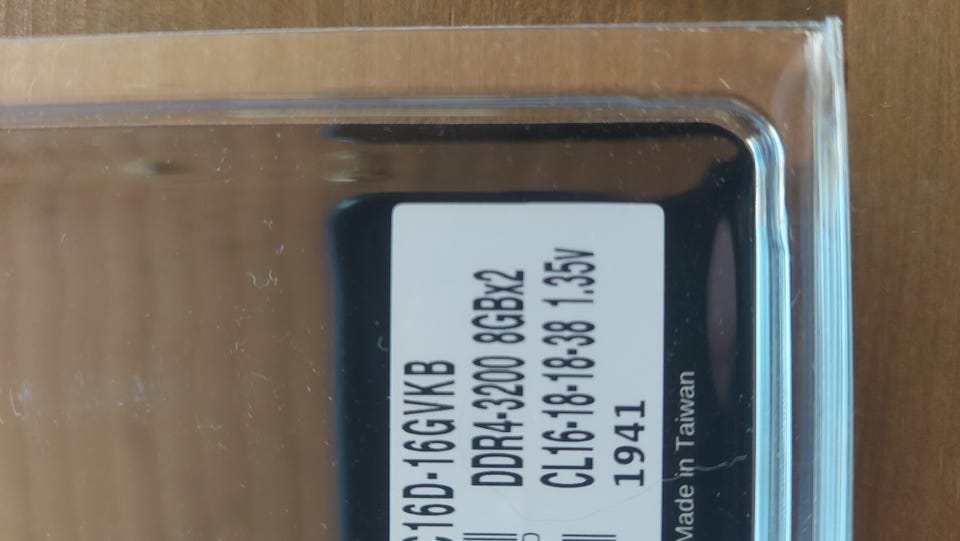 C16D-16GVKB
DDR4-3200 8GBx2
CL16-18-18-38 1.35v
1941
Made in Taiwan